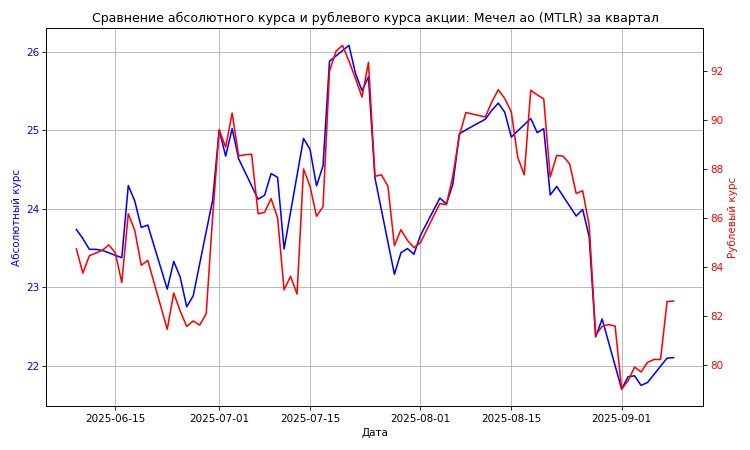 Сравнение абсолютного курса и рублевого курса акции: Мечел ао (MTLR) за квартал
26
25
24
23
22
Абсолютный курс
92
90
88
86
84
82
80
Рублевый курс
2025-06-15 2025-07-01 2025-07-15 2025-08-01 2025-08-15 2025-09-01
Дата